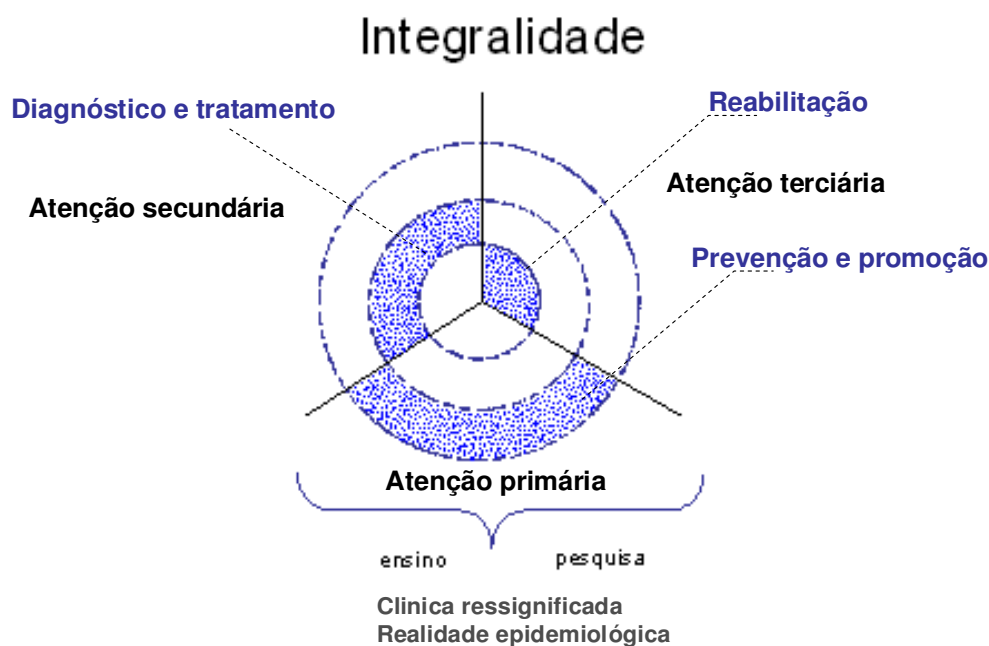 Integralidade
Diagnóstico e tratamento
Reabilitação
Atenção secundária
Atenção terciária
Prevenção e promoção
Atenção primária
ensino
pesquisa
Clinica ressignificada
Realidade epidemiológica